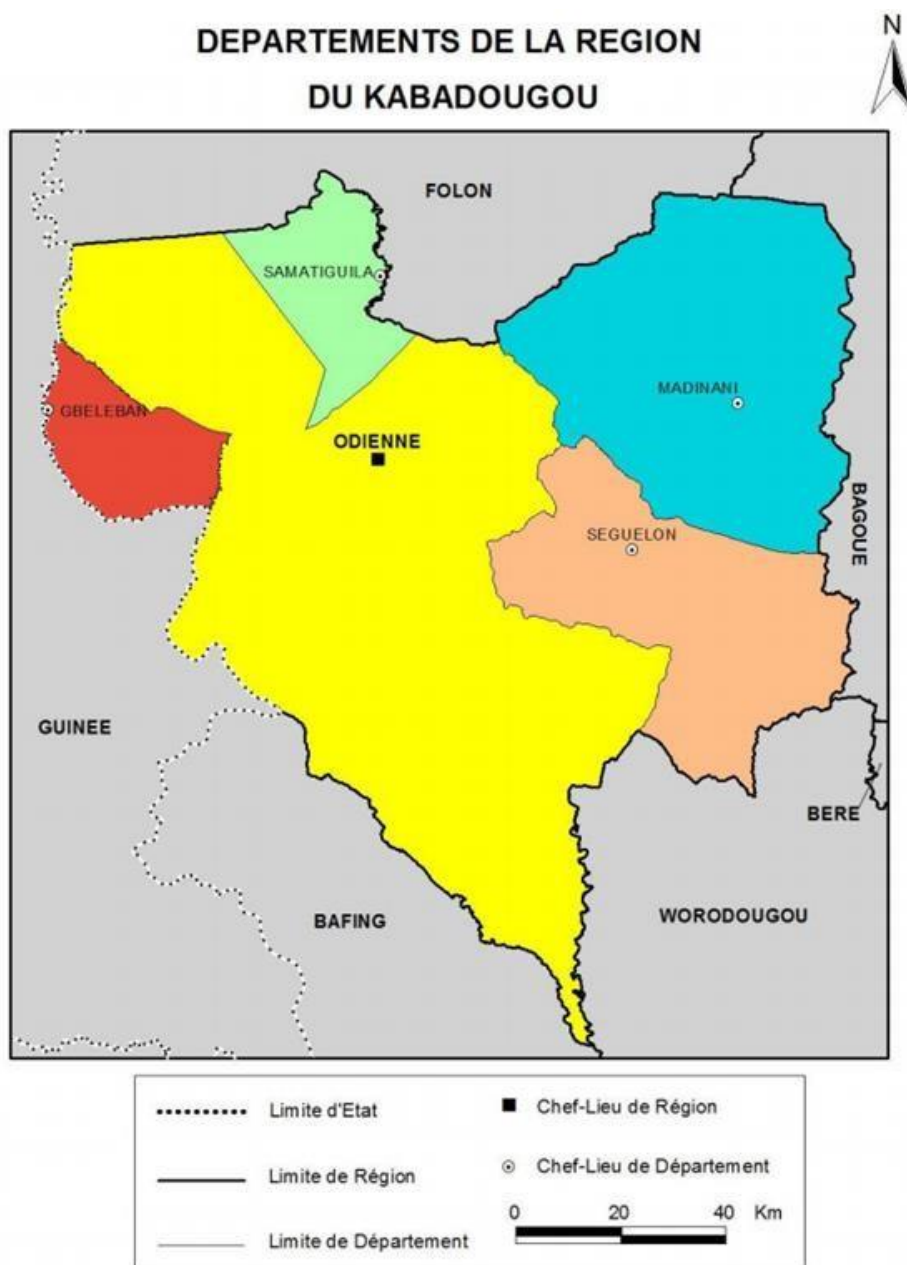 DEPARTEMENTS DE LA REGION
DU KABADOUGOU
N
FOLON
SAMATIGUILA
MADINANI
GBELEBAN
ODIENNE
BAGOUE
SEGUELON
GUINEE
BERE
BAFING
WORODOUGOU
Limite d'Etat
Chef-Lieu de Région
Limite de Région
Chef-Lieu de Département
0 20 40 Km
Limite de Département